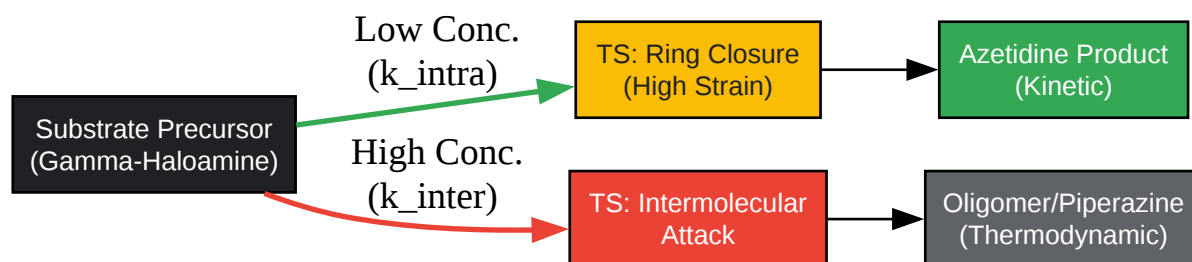 Substrate Precursor
(Gamma-Haloamine)
Low Conc.
(k_intra)
High Conc.
(k_inter)
TS: Ring Closure
(High Strain)
Azetidine Product
(Kinetic)
TS: Intermolecular
Attack
Oligomer/Piperazine
(Thermodynamic)